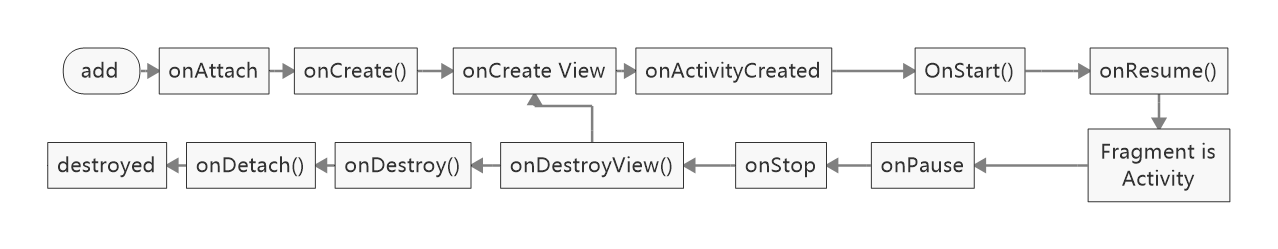 add
onAttach
onCreate()
onCreate View
onActivityCreated
OnStart()
onResume()
Fragment is
Activity
onPause
onStop
onDestroyView()
onDestroy()
onDetach()
destroyed